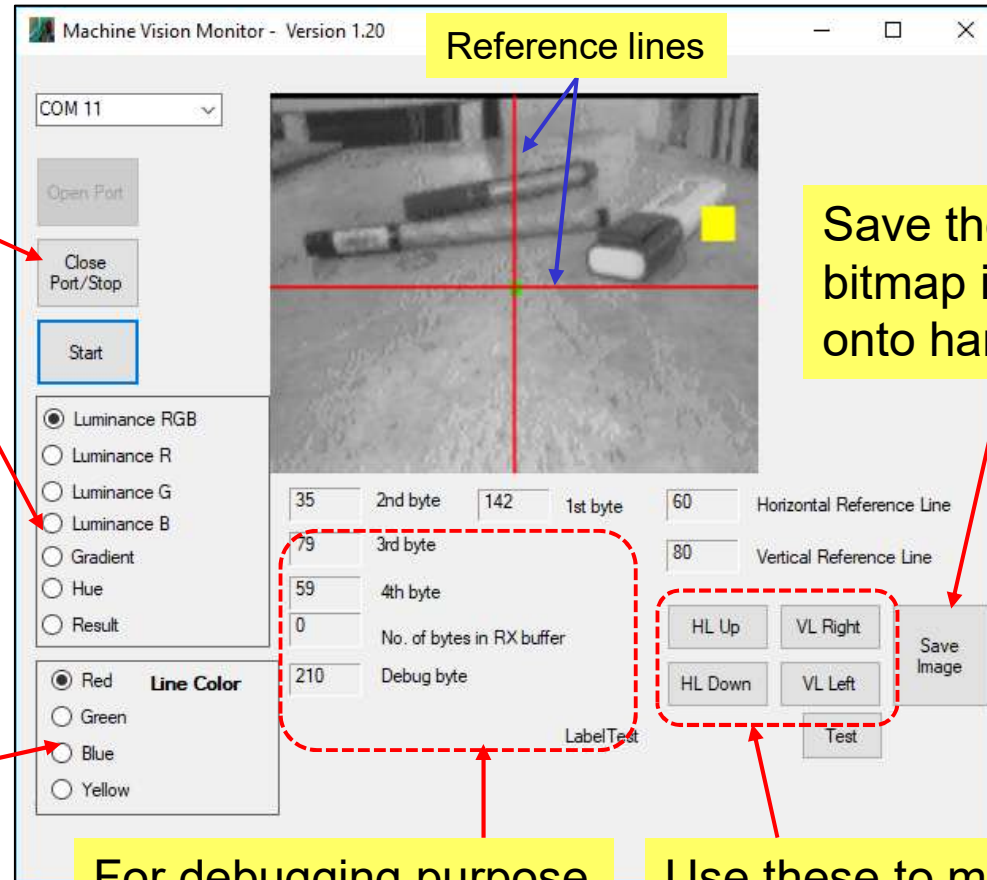 Machine Vision Monitor - Version 1.20
Reference lines
COM 11
Open Port
Close
Port/Stop
Start
Save the
bitmap
onto
Luminance RGB
Luminance R
Luminance G
Luminance B
Gradient
Hue
Result
35 2nd byte 142 1st byte
79 3rd byte
59 4th byte
0 No. of bytes in RX buffer
210 Debug byte
LabelTest
60 Horizontal Reference Line
80 Vertical Reference Line
HL Up VL Right
HL Down VL Left
Save
Image
Test
Red Line Color
Green
Blue
Yellow
For debugging purpose
Use these to